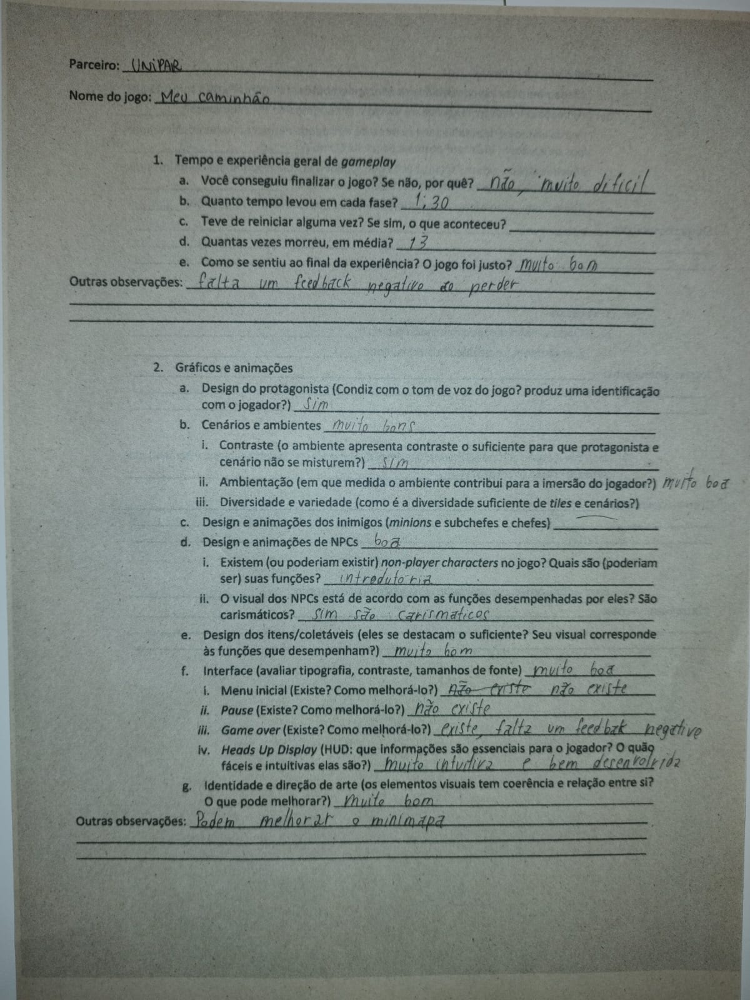 Parceiro: UNIPAR
Nome do jogo: Meu caminhão
1. Tempo e experiência geral de gameplay
a. Você conseguiu finalizar o jogo? Se não, por quê? não, muito dificil
b. Quanto tempo levou em cada fase? 1;30
c. Teve de reiniciar alguma vez? Se sim, o que aconteceu?
d. Quantas vezes morreu, em média? 13
e. Como se sentiu ao final da experiência? O jogo foi justo? muito bom
Outras observações: falta um feedback negativo ao perder
2. Gráficos e animações
a. Design do protagonista (Condiz com o tom de voz do jogo? produz uma identificação
com o jogador?) Sim
b. Cenários e ambientes muito bons
i. Contraste (o ambiente apresenta contraste o suficiente para que protagonista e
cenário não se misturem?) sim
ii. Ambientação (em que medida o ambiente contribui para a imersão do jogador?) muito boa
iii. Diversidade e variedade (como é a diversidade suficiente de tiles e cenários?)
c. Design e animações dos inimigos (minions e subchefes e chefes)
d. Design e animações de NPCs boa
i. Existem (ou poderiam existir) non-player characters no jogo? Quais são (poderiam
ser) suas funções? introdutoria
ii. O visual dos NPCs está de acordo com as funções desempenhadas por eles? São
carismáticos? Sim são carismaticos
e. Design dos itens/coletáveis (eles se destacam o suficiente? Seu visual corresponde
às funções que desempenham?) muito bom
f. Interface (avaliar tipografia, contraste, tamanhos de fonte) muito boa
i. Menu inicial (Existe? Como melhorá-lo?) não existe não existe
ii. Pause (Existe? Como melhorá-lo?) não existe
iii. Game over (Existe? Como melhorá-lo?) existe, falta um feedbak negative
iv. Heads Up Display (HUD: que informações são essenciais para o jogador? O quão
fáceis e intuitivas elas são?) muito intuitiva e bem desenvolvida
g. Identidade e direção de arte (os elementos visuais tem coerência e relação entre si?
O que pode melhorar?) muito bom
Outras observações: Podem melhorar o minimapa